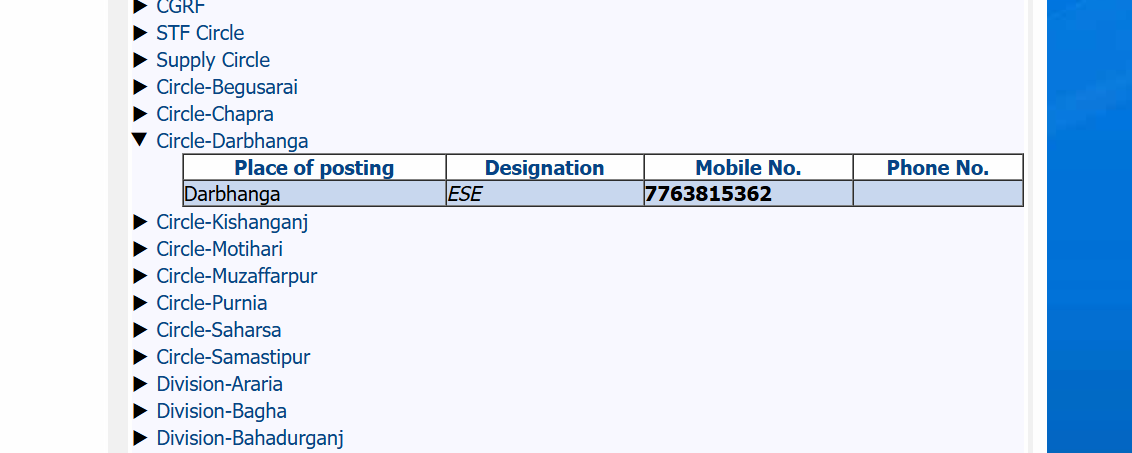 CGRF
STF Circle
Supply Circle
Circle-Begusarai
Circle-Chapra
Circle-Darbhanga
Place of posting Designation Mobile No. Phone No.
Darbhanga ESE 7763815362
Circle-Kishanganj
Circle-Motihari
Circle-Muzaffarpur
Circle-Purnia
Circle-Saharsa
Circle-Samastipur
Division-Araria
Division-Bagha
Division-Bahadurganj